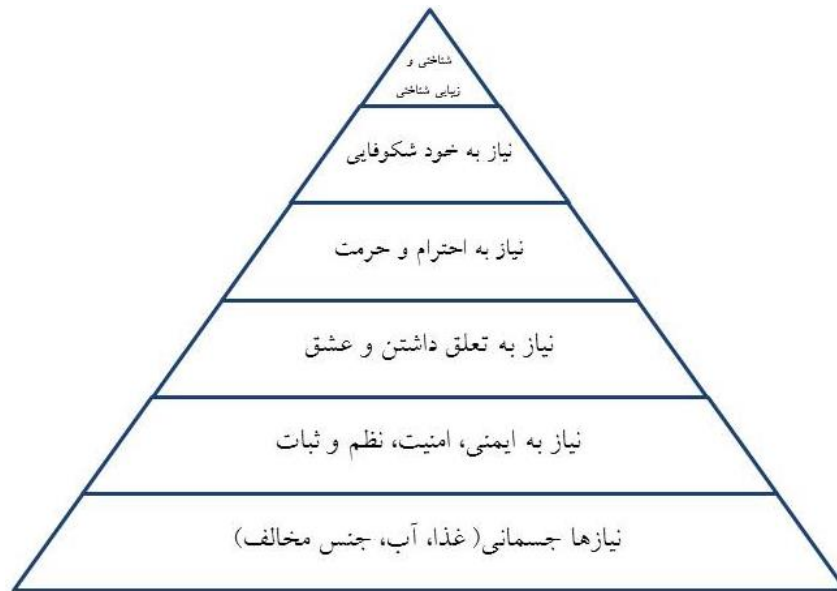 شناختی و
زیبایی شناختی
نیاز به خود شکوفایی
نیاز به احترام و حرمت
نیاز به تعلق داشتن و عشق
نیاز به ایمنی، امنیت، نظم و ثبات
نیازها جسمانی( غذا، آب، جنس مخالف)